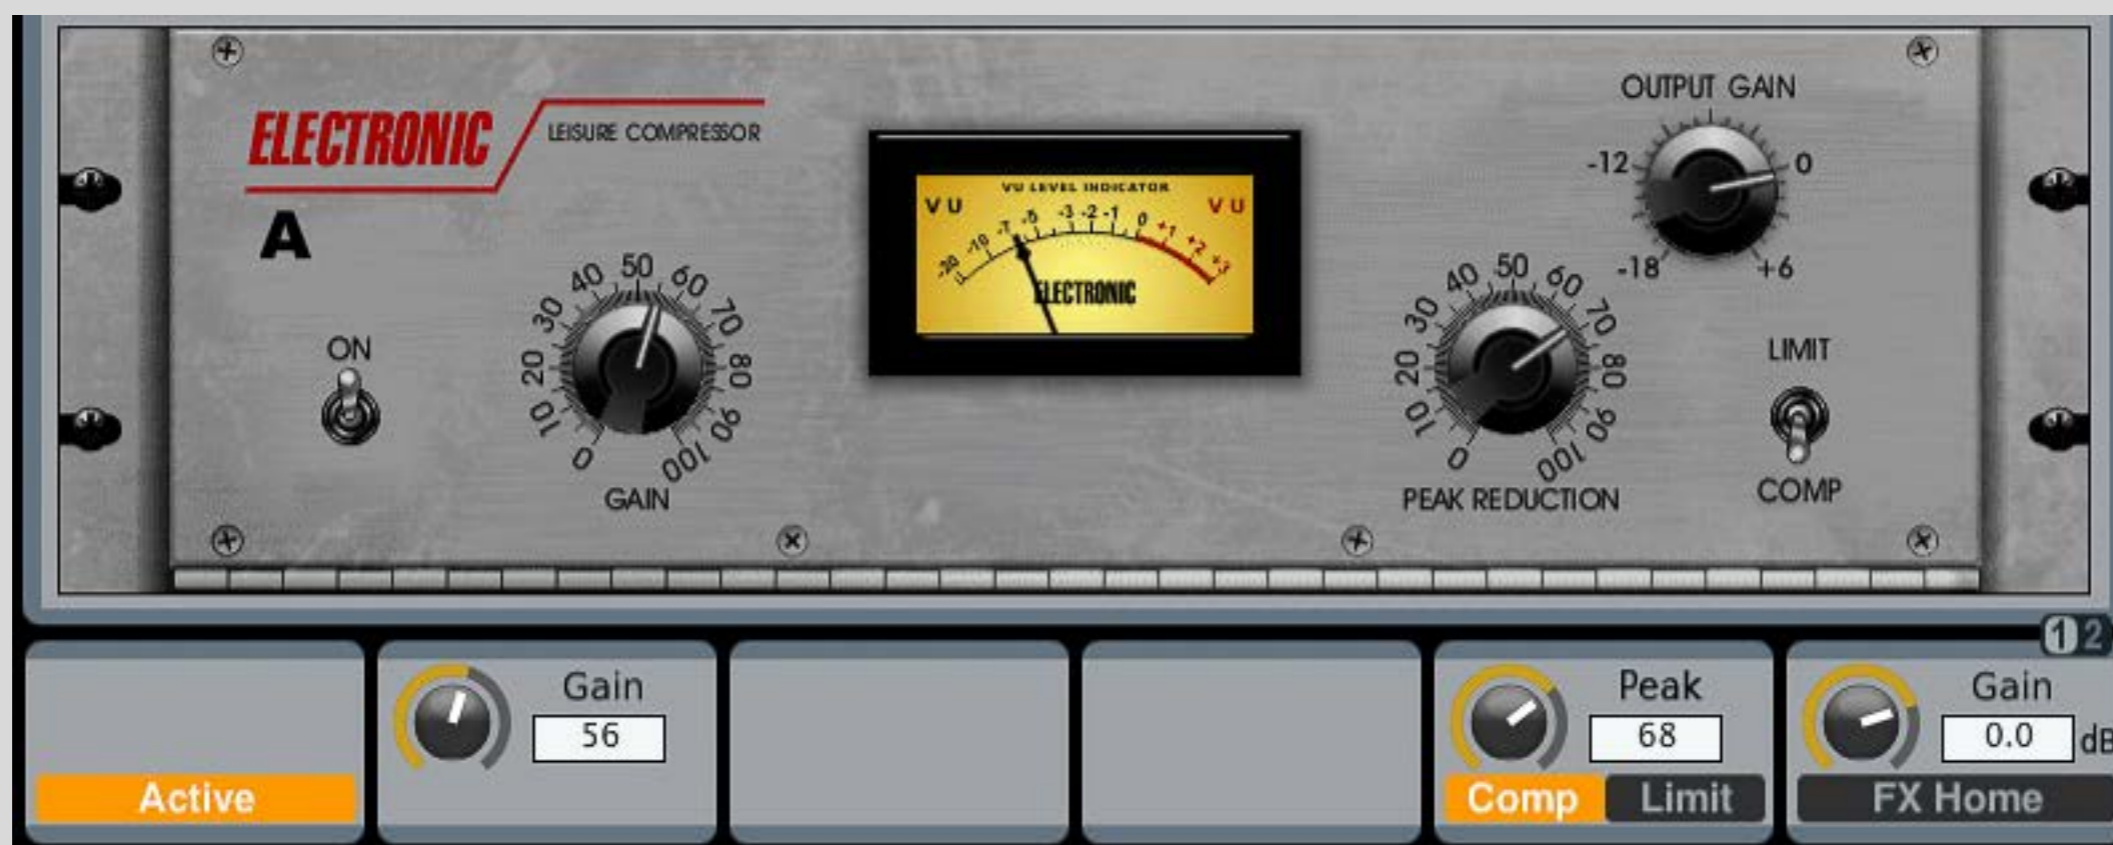 OUTPUT GAIN
-12 0
-18 +6
ELECTRONIC LEISURE COMPRESSOR
A
VU LEVEL INDICATOR
VU VU
-20 -10 -7 -5 -3 -2 -1 0 +1 +2 +3
ELECTRONIC
ON
0 10 20 30 40 50 60 70 80 90 100
GAIN
0 10 20 30 40 50 60 70 80 90 100
PEAK REDUCTION
LIMIT
COMP
1 2
Active
Gain
56
Peak
68
Comp Limit
Gain
0.0 dB
FX Home